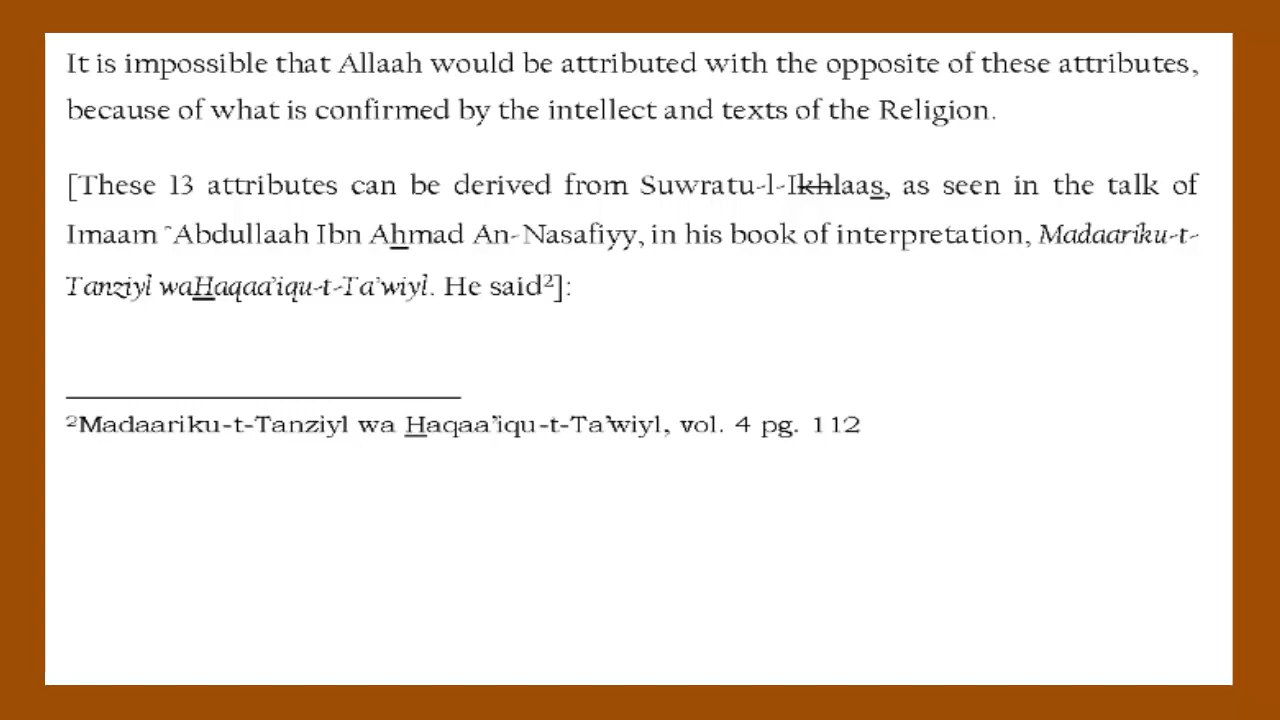 It is impossible that Allaah would be attributed with the opposite of these attributes,
because of what is confirmed by the intellect and texts of the Religion.
[These 13 attributes can be derived from Suwratu-l-Ikhlaas, as seen in the talk of
Imaam ˆAbdullaah Ibn Ahmad An-Nasafiyy, in his book of interpretation, Madaariku-t-
Tanziyl waHaqaa'iqu-t-Ta'wiyl. He said²]:
²Madaariku-t-Tanziyl wa Haqaa'iqu-t-Ta'wiyl, vol. 4 pg. 112